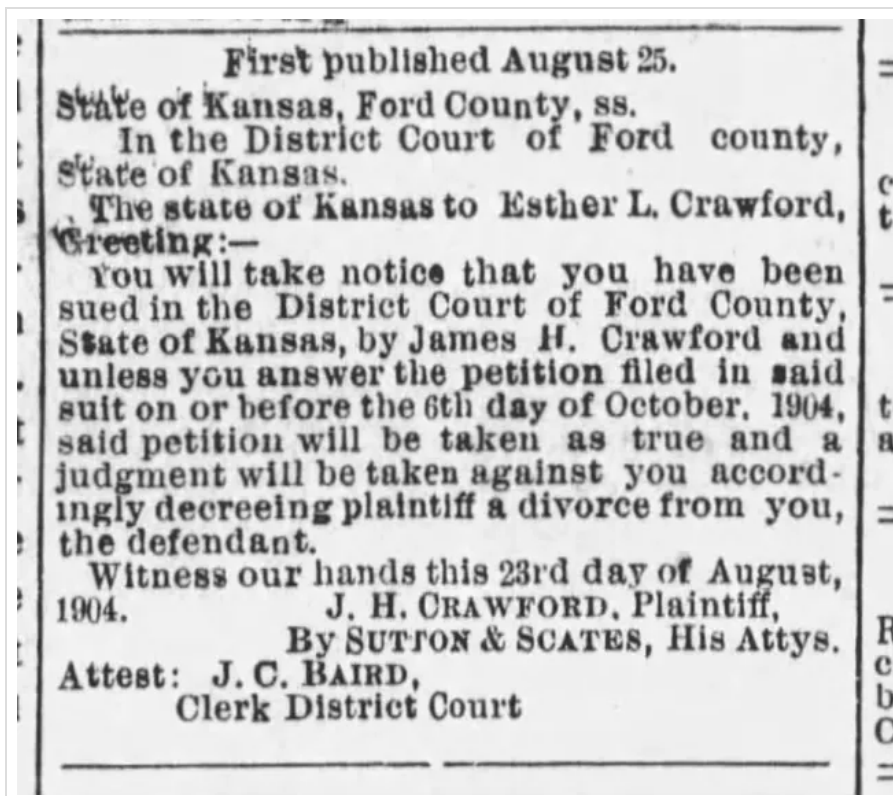 First published August 25.
State of Kansas, Ford County, ss.
In the District Court of Ford county,
State of Kansas.
The state of Kansas to Esther L. Crawford,
Greeting:—
You will take notice that you have been
sued in the District Court of Ford County,
State of Kansas, by James H. Crawford and
unless you answer the petition filed in said
suit on or before the 6th day of October, 1904,
said petition will be taken as true and a
judgment will be taken against you accord-
ingly decreeing plaintiff a divorce from you,
the defendant.
Witness our hands this 23rd day of August,
1904. J. H. CRAWFORD, Plaintiff,
By SUTTON & SCATES, His Attys.
Attest: J. C. BAIRD,
Clerk District Court